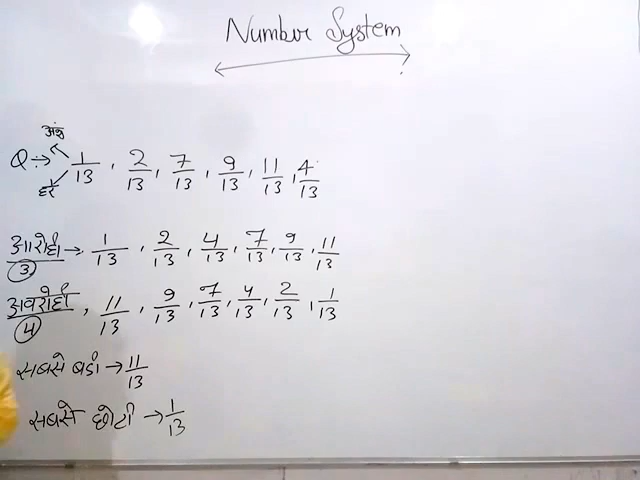 Number System
अंश
Q :→ 1/13, 2/13, 7/13, 9/13, 11/13, 4/13
हर
आरोही → 1/13, 2/13, 4/13, 7/13, 9/13, 11/13
3
अवरोही, 11/13, 9/13, 7/13, 4/13, 2/13, 1/13
4
सबसे बडी → 11/13
सबसे छोटी → 1/13